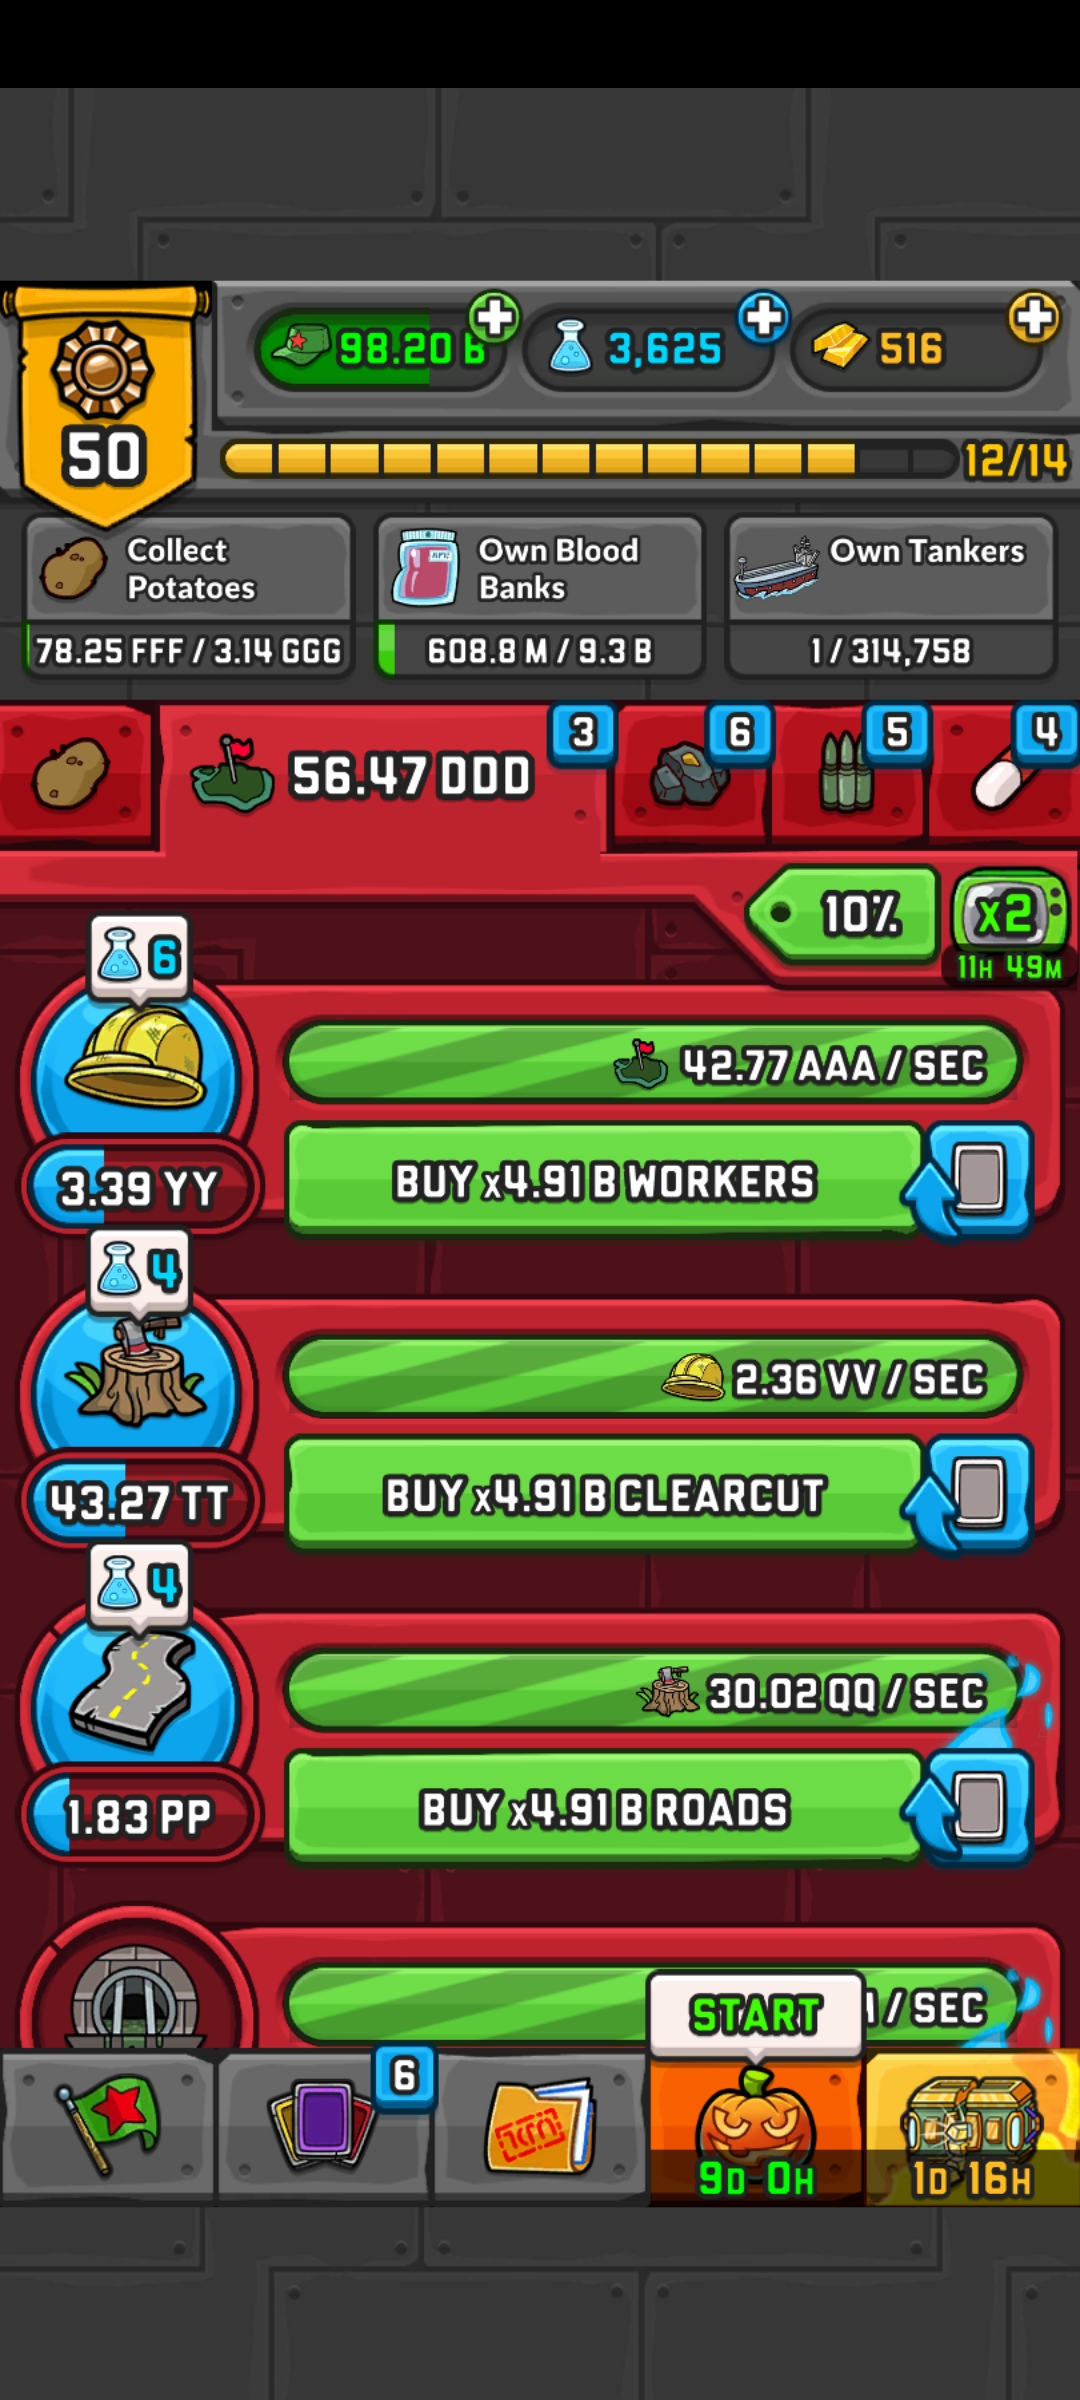 98.20 B
3,625
516
50
12/14
Collect
Potatoes
78.25 FFF / 3.14 GGG
Own Blood
Banks
608.8 M / 9.3 B
Own Tankers
1 / 314,758
56.47 DDD
3
6
5
4
10%
x2
11H 49M
6
42.77 AAA / SEC
3.39 YY
BUY x4.91 B WORKERS
4
2.36 VV / SEC
43.27 TT
BUY x4.91 B CLEARCUT
4
30.02 QQ / SEC
1.83 PP
BUY x4.91 B ROADS
/ SEC
START
6
9D 0H
1D 16H